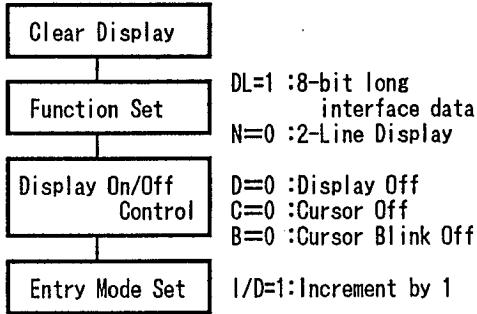 Clear Display
Function Set
DL=1 :8-bit long
interface data
N=0 :2-Line Display
Display On/Off
Control
D=0 :Display Off
C=0 :Cursor Off
B=0 :Cursor Blink Off
Entry Mode Set
I/D=1:Increment by 1